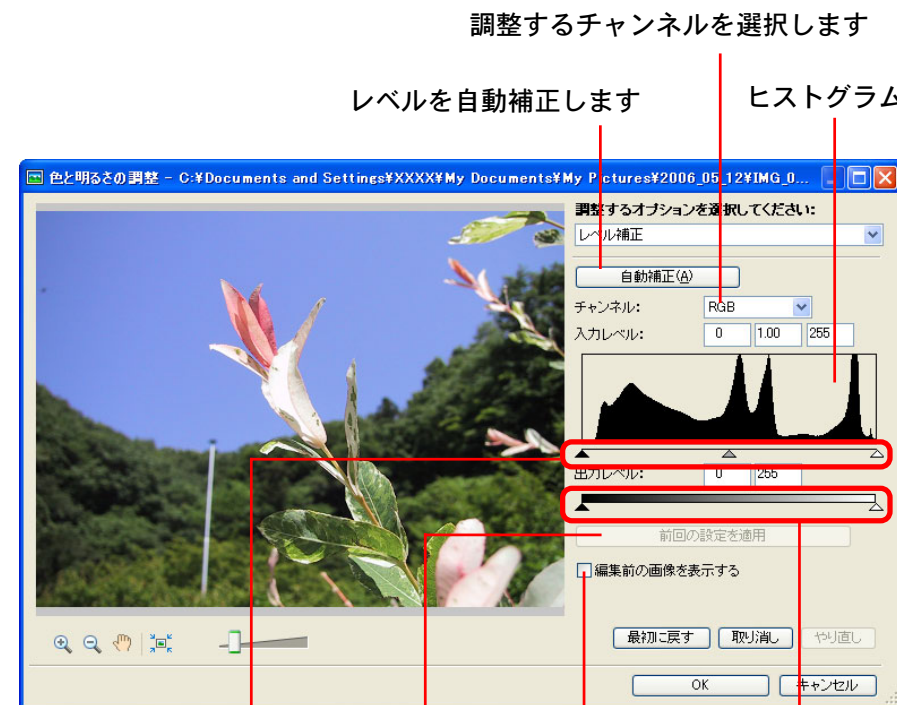 調整するチャンネルを選択します
レベルを自動補正します
ヒストグラム
色と明るさの調整 - C:¥Documents and Settings¥XXXX¥My Documents¥My Pictures¥2006_05_12¥IMG_0...
調整するオプションを選択してください:
レベル補正
自動補正(A)
チャンネル: RGB
入力レベル: 0 1.00 255
出力レベル: 0 255
前回の設定を適用
編集前の画像を表示する
最初に戻す 取り消し やり直し
OK キャンセル